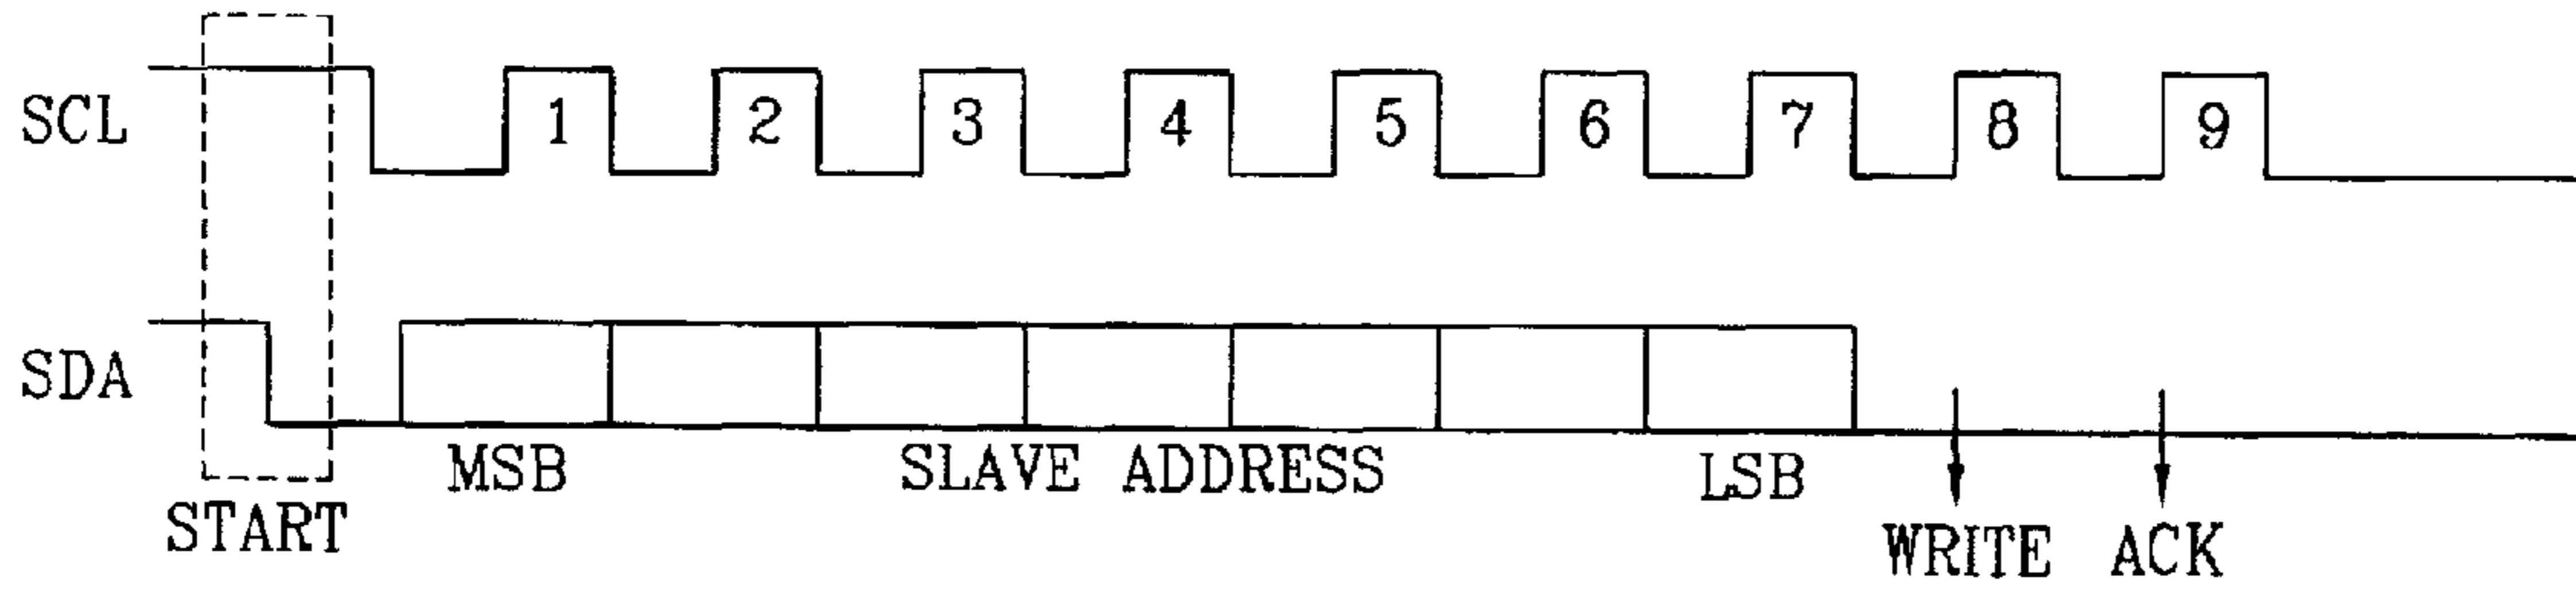 SCL 1 2 3 4 5 6 7 8 9
SDA
MSB SLAVE ADDRESS LSB
START WRITE ACK